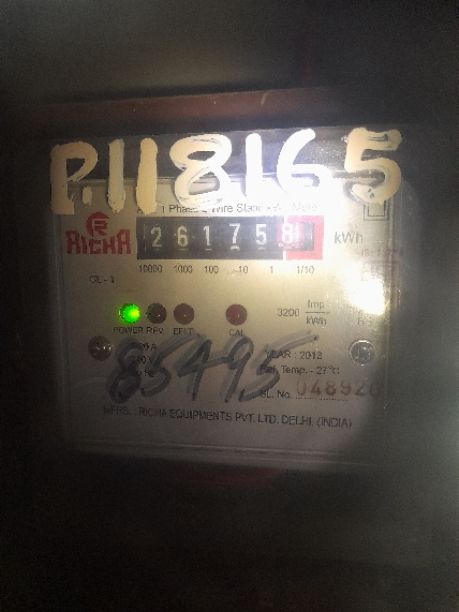 P.118165
Phase 2 Wire Static
RICHA
261758
kWh
10000 1000 100 10 1 1/10
CL - 1
3200 Imp/kWh
POWER REV. E.F.LT CAL
85495
YEAR : 2012
Ref. Temp. - 27°C
SL. No. 048920
MFRS. : RICHA EQUIPMENTS PVT. LTD. DELHI, (INDIA)